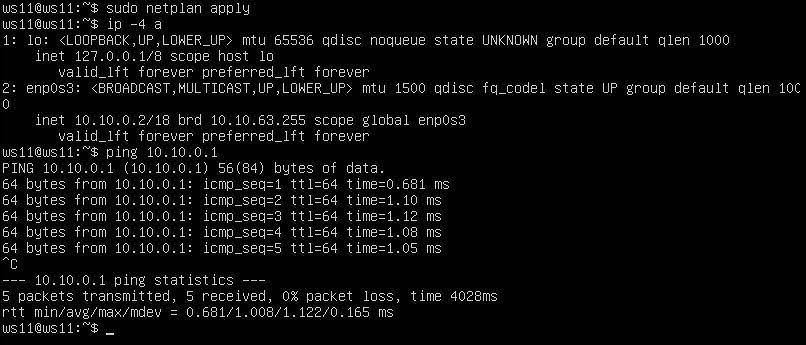 ws11@ws11:~$ sudo netplan apply
ws11@ws11:~$ ip -4 a
1: lo: <LOOPBACK,UP,LOWER_UP> mtu 65536 qdisc noqueue state UNKNOWN group default qlen 1000
    inet 127.0.0.1/8 scope host lo
       valid_lft forever preferred_lft forever
2: enp0s3: <BROADCAST,MULTICAST,UP,LOWER_UP> mtu 1500 qdisc fq_codel state UP group default qlen 100
0
    inet 10.10.0.2/18 brd 10.10.63.255 scope global enp0s3
       valid_lft forever preferred_lft forever
ws11@ws11:~$ ping 10.10.0.1
PING 10.10.0.1 (10.10.0.1) 56(84) bytes of data.
64 bytes from 10.10.0.1: icmp_seq=1 ttl=64 time=0.681 ms
64 bytes from 10.10.0.1: icmp_seq=2 ttl=64 time=1.10 ms
64 bytes from 10.10.0.1: icmp_seq=3 ttl=64 time=1.12 ms
64 bytes from 10.10.0.1: icmp_seq=4 ttl=64 time=1.08 ms
64 bytes from 10.10.0.1: icmp_seq=5 ttl=64 time=1.05 ms
^C
--- 10.10.0.1 ping statistics ---
5 packets transmitted, 5 received, 0% packet loss, time 4028ms
rtt min/avg/max/mdev = 0.681/1.008/1.122/0.165 ms
ws11@ws11:~$ _